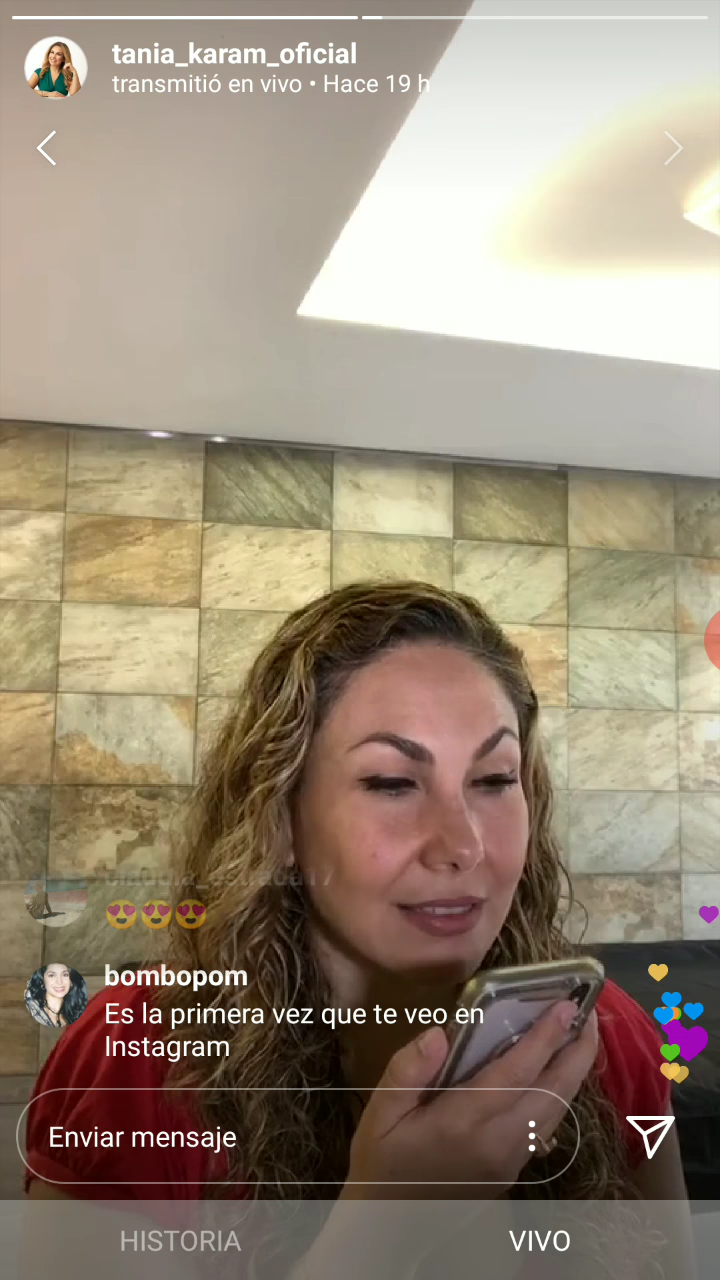 tania_karam_oficial
transmitió en vivo • Hace 19 h
😍😍😍
bombopom
Es la primera vez que te veo en
Instagram
Enviar mensaje
HISTORIA
VIVO